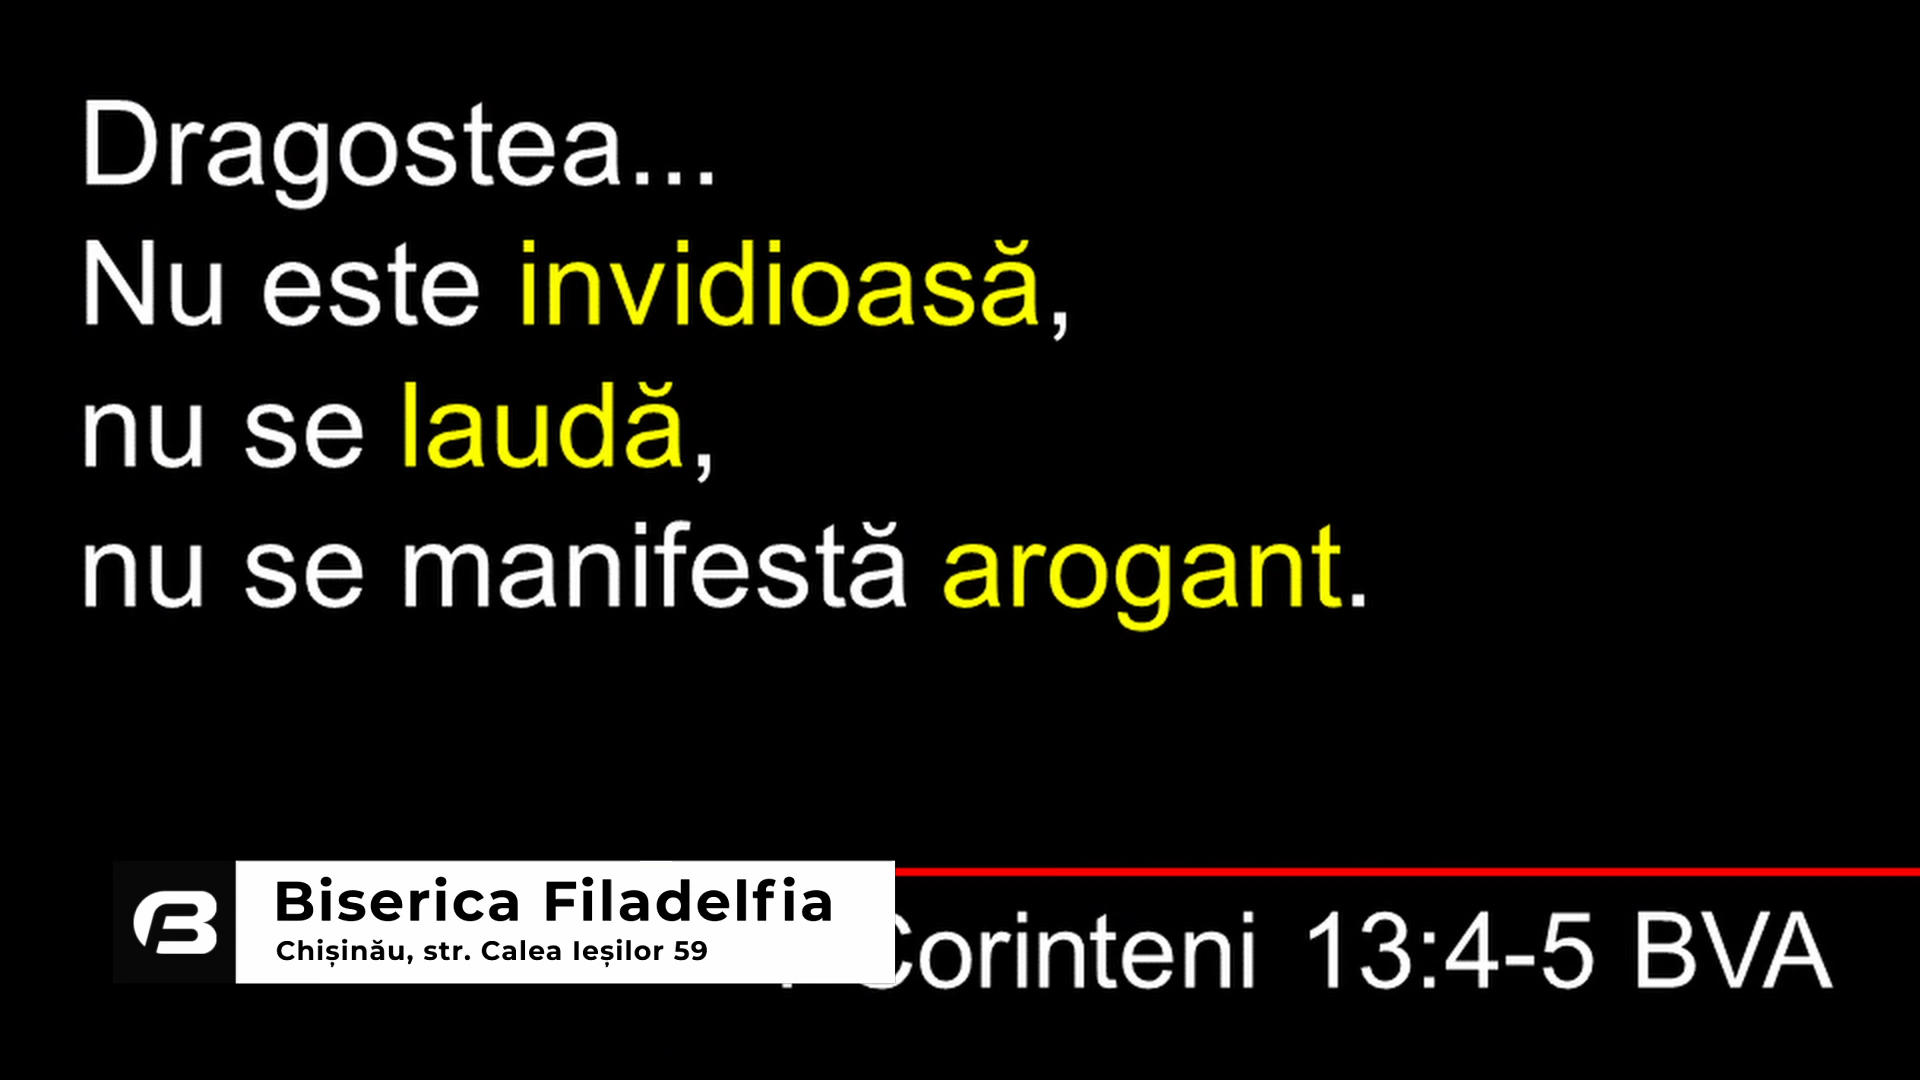 Dragostea...
Nu este invidioasă,
nu se laudă,
nu se manifestă arogant.
Biserica Filadelfia
Chișinău, str. Calea Ieșilor 59
Corinteni 13:4-5 BVA